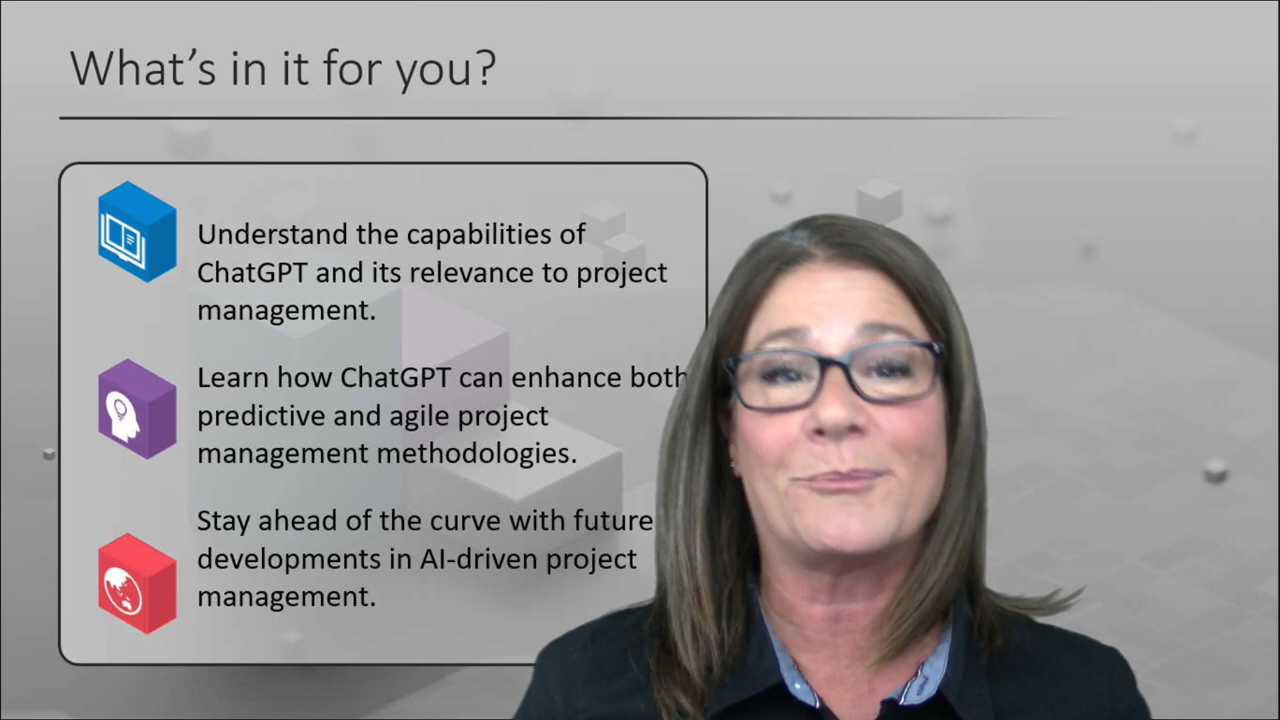 What's in it for you?
Understand the capabilities of
ChatGPT and its relevance to project
management.
Learn how ChatGPT can enhance both
predictive and agile project
management methodologies.
Stay ahead of the curve with future
developments in AI-driven project
management.